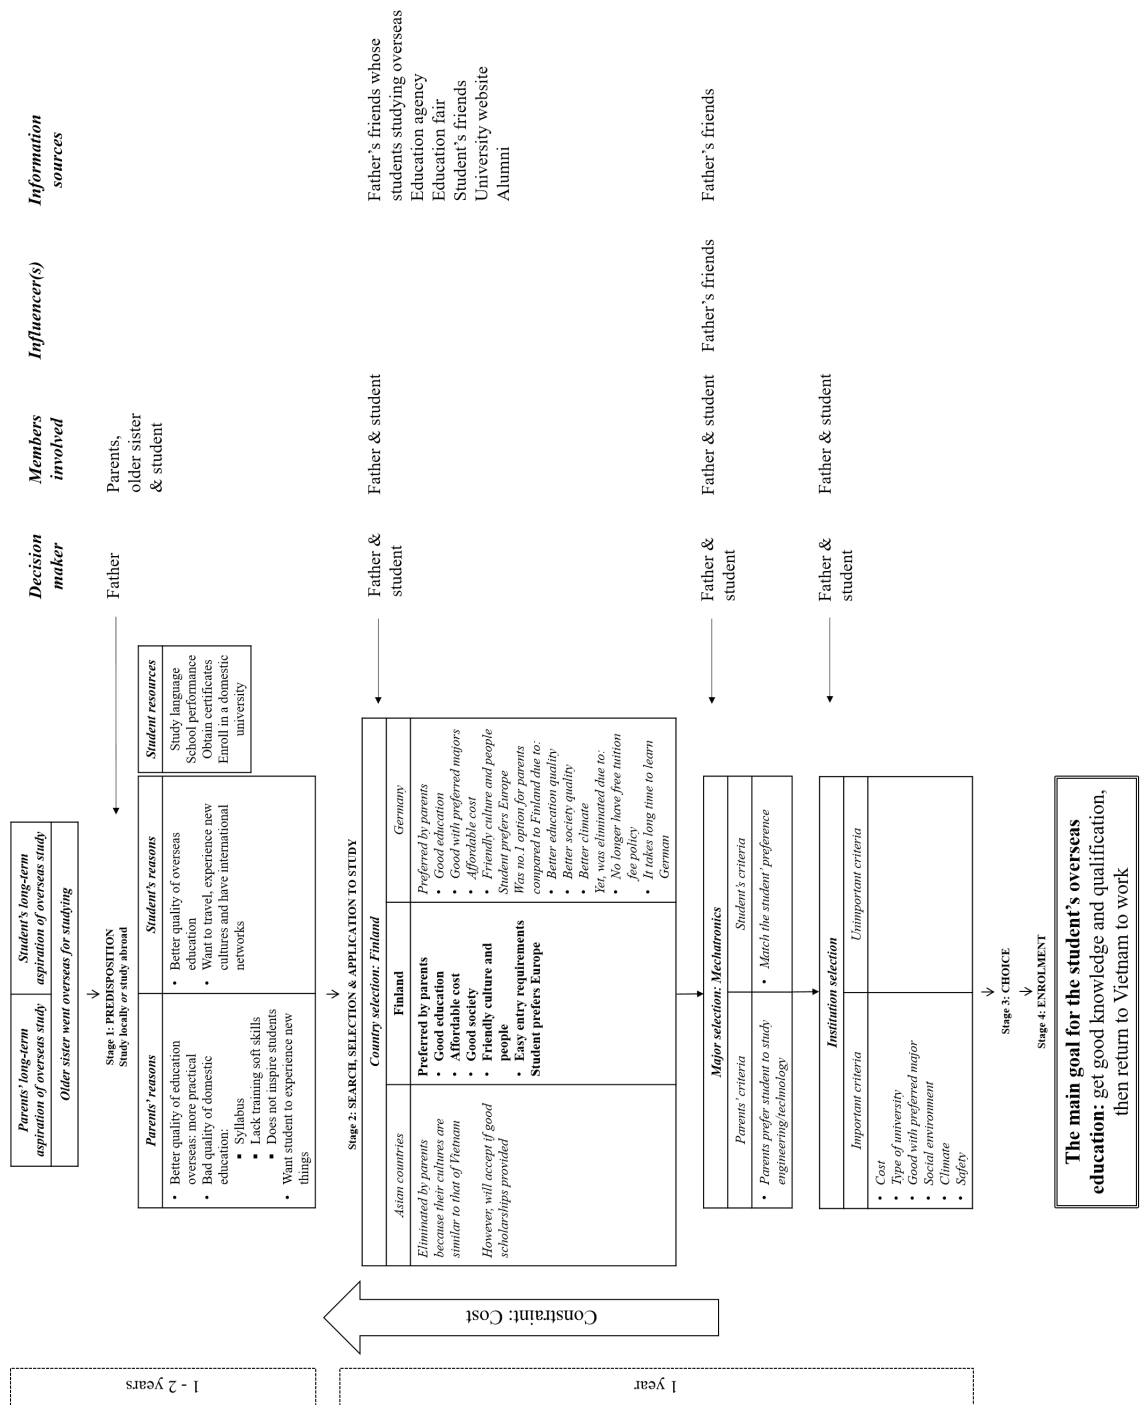 Decision
maker
Members
involved
Influencer(s)
Information
sources
1 - 2 years
Parents' long-term
aspiration of overseas study
Student's long-term
aspiration of overseas study
Older sister went overseas for studying
Stage 1: PREDISPOSITION
Study locally or study abroad
Father
Parents,
older sister
& student
Parents' reasons
• Better quality of education
overseas: more practical
• Bad quality of domestic
education:
▪ Syllabus
▪ Lack training soft skills
▪ Does not inspire students
• Want student to experience new
things
Student's reasons
• Better quality of overseas
education
• Want to travel, experience new
cultures and have international
networks
Student resources
Study language
School performance
Obtain certificates
Enroll in a domestic
university
Constraint: Cost
1 year
Stage 2: SEARCH, SELECTION & APPLICATION TO STUDY
Country selection: Finland
Asian countries
Eliminated by parents
because their cultures are
similar to that of Vietnam
However, will accept if good
scholarships provided
Finland
Preferred by parents
• Good education
• Affordable cost
• Good society
• Friendly culture and
people
• Easy entry requirements
Student prefers Europe
Germany
Preferred by parents
• Good education
• Good with preferred majors
• Affordable cost
• Friendly culture and people
Student prefers Europe
Was no.1 option for parents
compared to Finland due to:
• Better education quality
• Better society quality
• Better climate
Yet, was eliminated due to:
• No longer have free tuition
fee policy
• It takes long time to learn
German
Father &
student
Father & student
Father's friends whose
students studying overseas
Education agency
Education fair
Student's friends
University website
Alumni
Major selection: Mechatronics
Parents' criteria
• Parents prefer student to study
engineering/technology
Student's criteria
• Match the student' preference
Father &
student
Father & student
Father's friends
Father's friends
Institution selection
Important criteria
• Cost
• Type of university
• Good with preferred major
• Social environment
• Climate
• Safety
Unimportant criteria
Father &
student
Father & student
Stage 3: CHOICE
Stage 4: ENROLMENT
The main goal for the student's overseas
education: get good knowledge and qualification,
then return to Vietnam to work